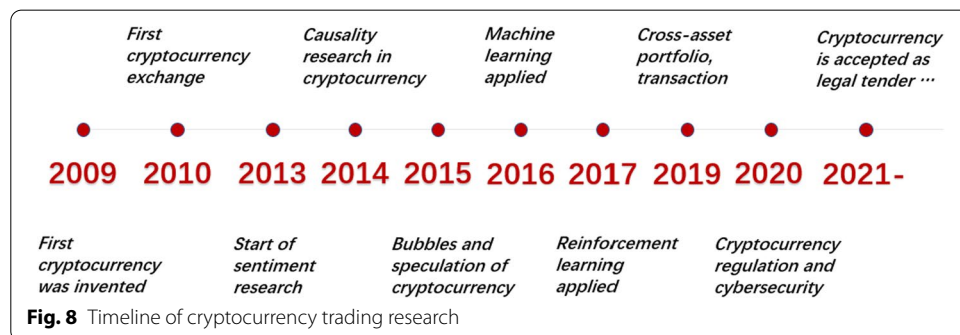 First
cryptocurrency
exchange
Causality
research in
cryptocurrency
Machine
learning
applied
Cross-asset
portfolio,
transaction
Cryptocurrency
is accepted as
legal tender ···
2009 2010 2013 2014 2015 2016 2017 2019 2020 2021-
First
cryptocurrency
was invented
Start of
sentiment
research
Bubbles and
speculation of
cryptocurrency
Reinforcement
learning
applied
Cryptocurrency
regulation and
cybersecurity
Fig. 8 Timeline of cryptocurrency trading research